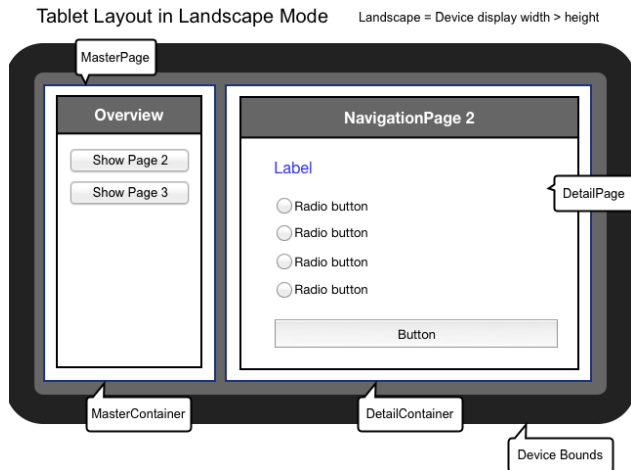 Tablet Layout in Landscape Mode
Landscape = Device display width > height
MasterPage
Overview
Show Page 2
Show Page 3
NavigationPage 2
Label
Radio button
Radio button
Radio button
Radio button
Button
DetailPage
MasterContainer
DetailContainer
Device Bounds